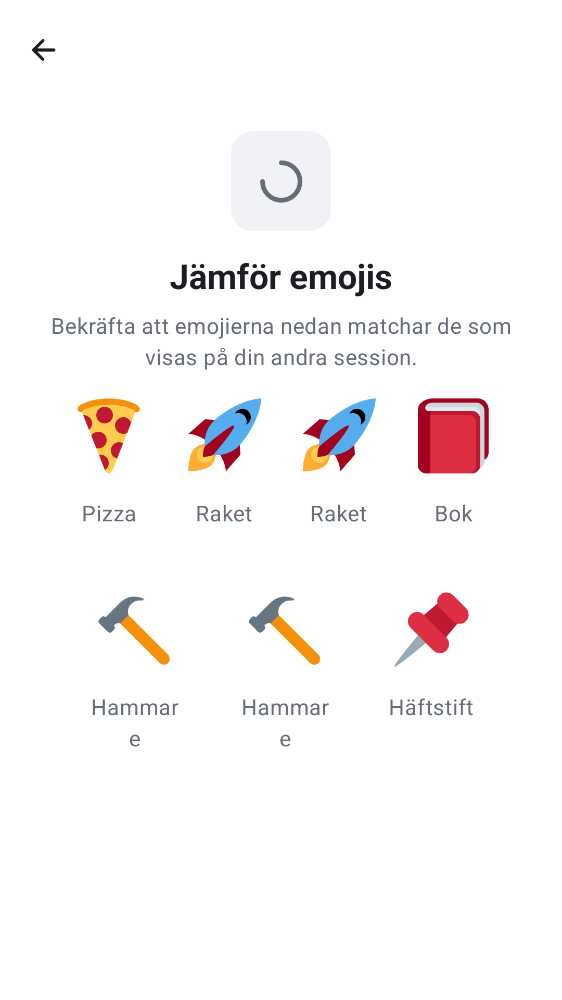 Jämför emojis
Bekräfta att emojierna nedan matchar de som
visas på din andra session.
Pizza Raket Raket Bok
Hammar Hammar Häftstift
e e